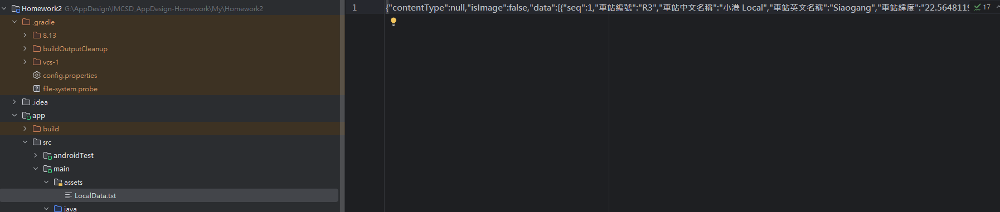 Homework2 G:\AppDesign\IMCSD_AppDesign-Homework\My\Homework2
.gradle
8.13
buildOutputCleanup
vcs-1
config.properties
file-system.probe
.idea
app
build
src
androidTest
main
assets
LocalData.txt
java
1 {"contentType":null,"isImage":false,"data":[{"seq":1,"車站編號":"R3","車站中文名稱":"小港 Local","車站英文名稱":"Siaogang","車站緯度":"22.5648119
17